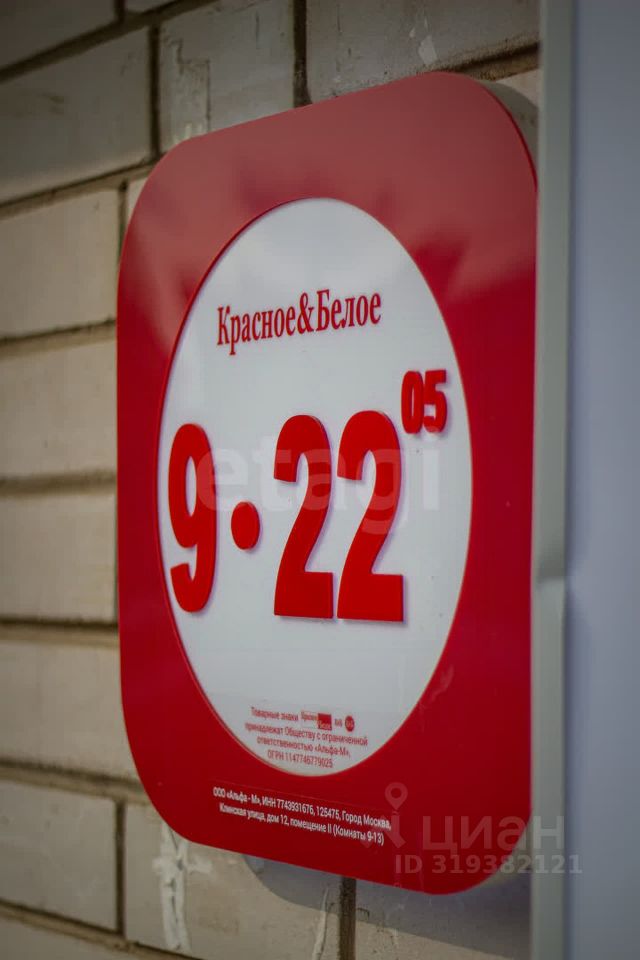 Красное&Белое
9•22 05
etagi
Товарные знаки
принадлежат Обществу с ограниченной
ответственностью «Альфа-М»,
ОГРН 1147746779025
ООО «Альфа - М», ИНН 7743931676, 125475, Город Москва,
Клинская улица, дом 12, помещение II (Комнаты 9-13)
циан
ID 319382121